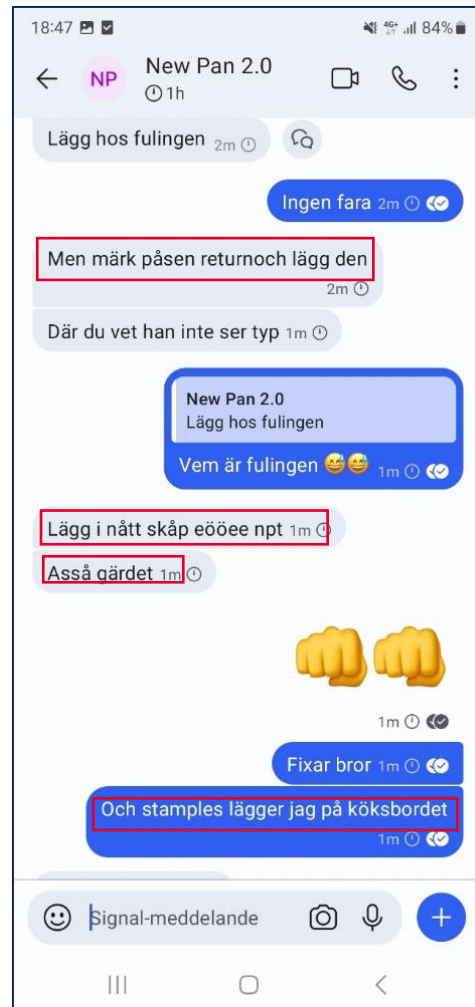 18:47
4G+ 84%
NP New Pan 2.0
1h
Lägg hos fulingen 2m
Ingen fara 2m
Men märk påsen returnoch lägg den
2m
Där du vet han inte ser typ 1m
New Pan 2.0
Lägg hos fulingen
Vem är fulingen 😅😅 1m
Lägg i nått skåp eööee npt 1m
Asså gärdet 1m
👊👊
1m
Fixar bror 1m
Och stamples lägger jag på köksbordet
1m
Signal-meddelande